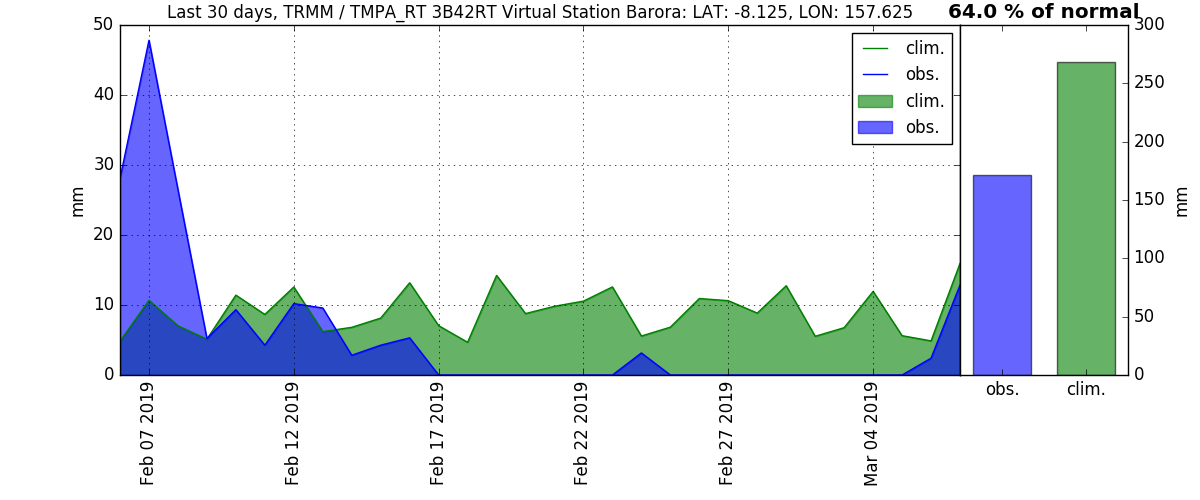 Last 30 days, TRMM / TMPA_RT 3B42RT Virtual Station Barora: LAT: -8.125, LON: 157.625
64.0 % of normal
50
40
30
20
10
0
mm
clim.
obs.
clim.
obs.
Feb 07 2019
Feb 12 2019
Feb 17 2019
Feb 22 2019
Feb 27 2019
Mar 04 2019
300
250
200
150
100
50
0
mm
obs.
clim.